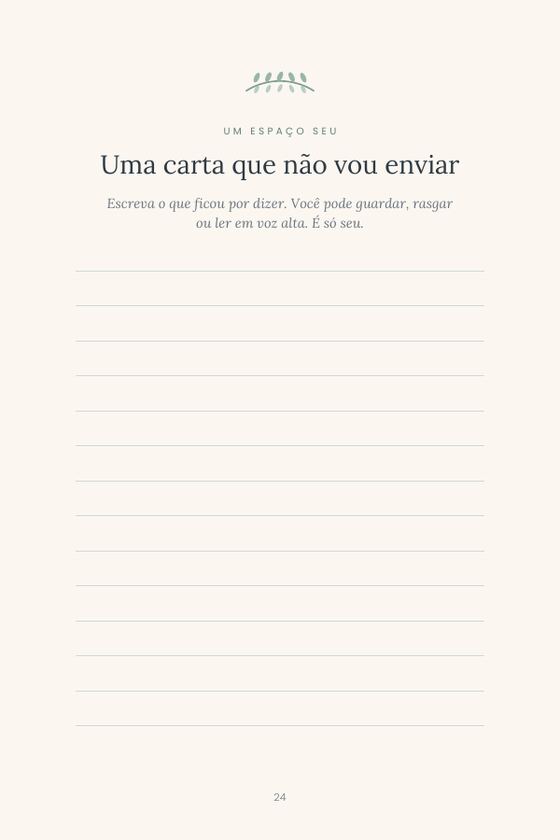 UM ESPAÇO SEU
Uma carta que não vou enviar
Escreva o que ficou por dizer. Você pode guardar, rasgar
ou ler em voz alta. É só seu.
24